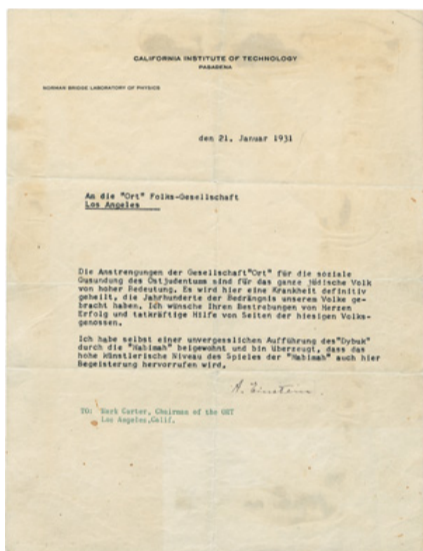 CALIFORNIA INSTITUTE OF TECHNOLOGY
PASADENA
NORMAN BRIDGE LABORATORY OF PHYSICS
den 21. Januar 1931
An die "Ort" Folks-Gesellschaft
Los Angeles
Die Anstrengungen der Gesellschaft "Ort" für die soziale
Gesundung des Ostjudentums sind für das ganze jüdische Volk
von hoher Bedeutung. Es wird hier eine Krankheit definitiv
geheilt, die Jahrhunderte der Bedrängnis unserem Volke ge-
bracht haben. Ich wünsche Ihren Bestrebungen von Herzen
Erfolg und tatkräftige Hilfe von Seiten der hiesigen Volks-
genossen.
Ich habe selbst einer unvergesslichen Aufführung des "Dybuk"
durch die "Habimah" beigewohnt und bin überzeugt, dass das
hohe künstlerische Niveau des Spieles der "Habimah" auch hier
Begeisterung hervorrufen wird.
A. Einstein.
TO: Berk Carter, Chairman of the ORT
Los Angeles, Calif.